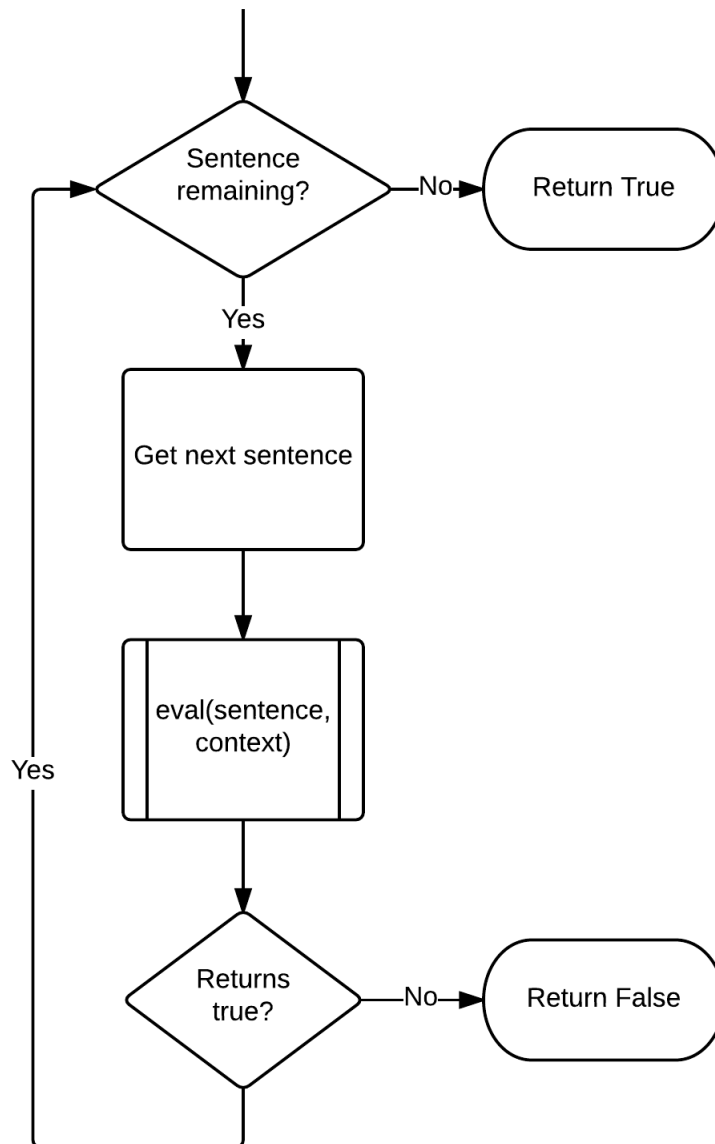 Sentence
remaining?
No
Return True
Yes
Get next sentence
eval(sentence,
context)
Yes
Returns
true?
No
Return False